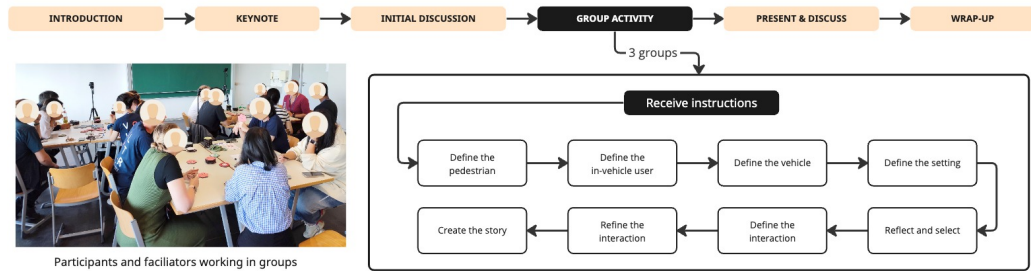 INTRODUCTION
KEYNOTE
INITIAL DISCUSSION
GROUP ACTIVITY
PRESENT & DISCUSS
WRAP-UP
3 groups
Receive instructions
Define the
pedestrian
Define the
in-vehicle user
Define the vehicle
Define the setting
Reflect and select
Define the
interaction
Refine the
interaction
Create the story
Participants and faciliators working in groups